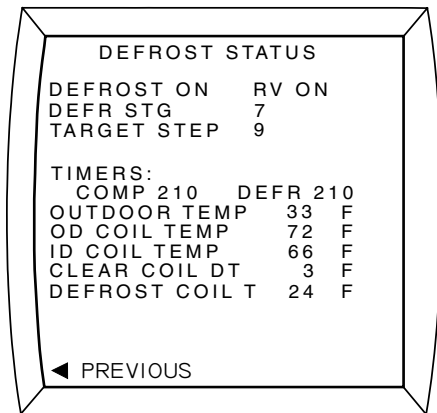 DEFROST STATUS
DEFROST ON RV ON
DEFR STG 7
TARGET STEP 9
TIMERS:
COMP 210 DEFR 210
OUTDOOR TEMP 33 F
OD COIL TEMP 72 F
ID COIL TEMP 66 F
CLEAR COIL DT 3 F
DEFROST COIL T 24 F
◀ PREVIOUS